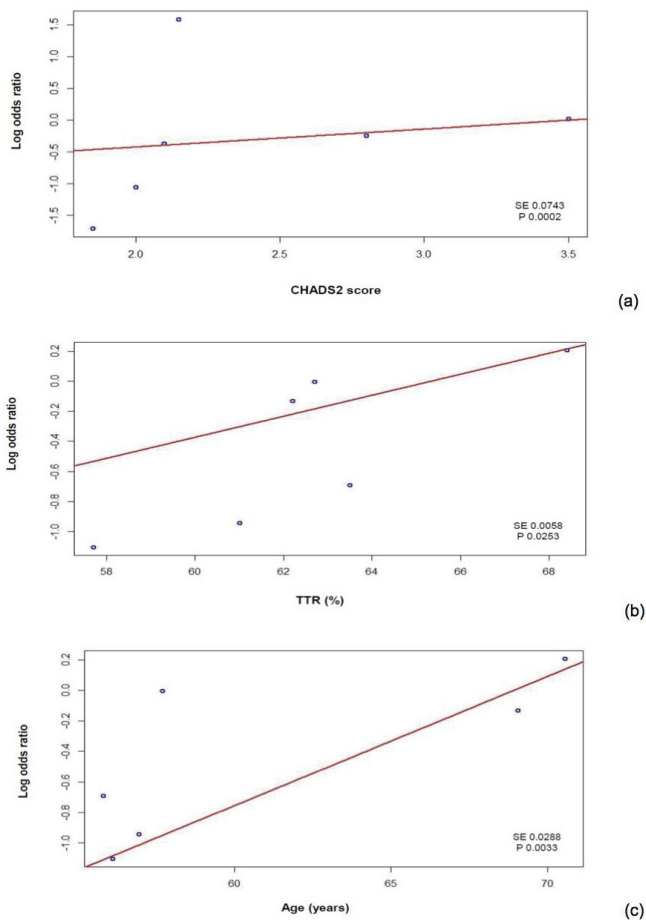 Log odds ratio
1.5
1.0
0.5
0.0
-0.5
-1.0
-1.5
SE 0.0743
P 0.0002
2.0 2.5 3.0 3.5
CHADS2 score
(a)
Log odds ratio
0.2
0.0
-0.2
-0.4
-0.6
-0.8
-1.0
SE 0.0058
P 0.0253
58 60 62 64 66 68
TTR (%)
(b)
Log odds ratio
0.2
0.0
-0.2
-0.4
-0.6
-0.8
-1.0
SE 0.0288
P 0.0033
60 65 70
Age (years)
(c)